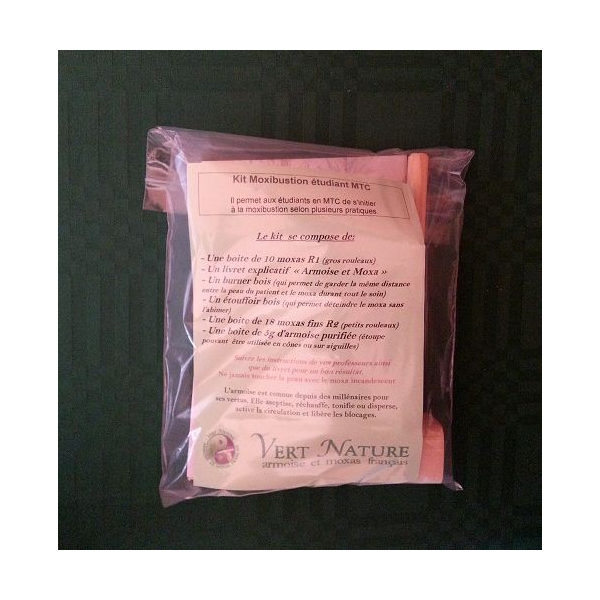 Kit Moxibustion étudiant MTC
Il permet aux étudiants en MTC de s'initier
à la moxibustion selon plusieurs pratiques
Le kit se compose de:
- Une boite de 10 moxas R1 (gros rouleaux)
- Un livret explicatif « Armoise et Moxa »
- Un burner bois (qui permet de garder la même distance
entre la peau du patient et le moxa durant tout le soin)
- Un étouffoir bois (qui permet déteindre le moxa sans
l'abimer)
- Une boite de 18 moxas fins R2 (petits rouleaux)
- Une boite de 5g d'armoise purifiée (étoupe
pouvant être utilisée en cônes ou sur aiguilles)
Suivez les instructions de vos professeurs ainsi
que du livret pour un bon résultat.
Ne jamais toucher la peau avec le moxa incandescent
L'armoise est connue depuis des millénaires pour
ses vertus. Elle aseptise, réchauffe, tonifie ou disperse,
active la circulation et libère les blocages.
VERT NATURE
armoise et moxas français